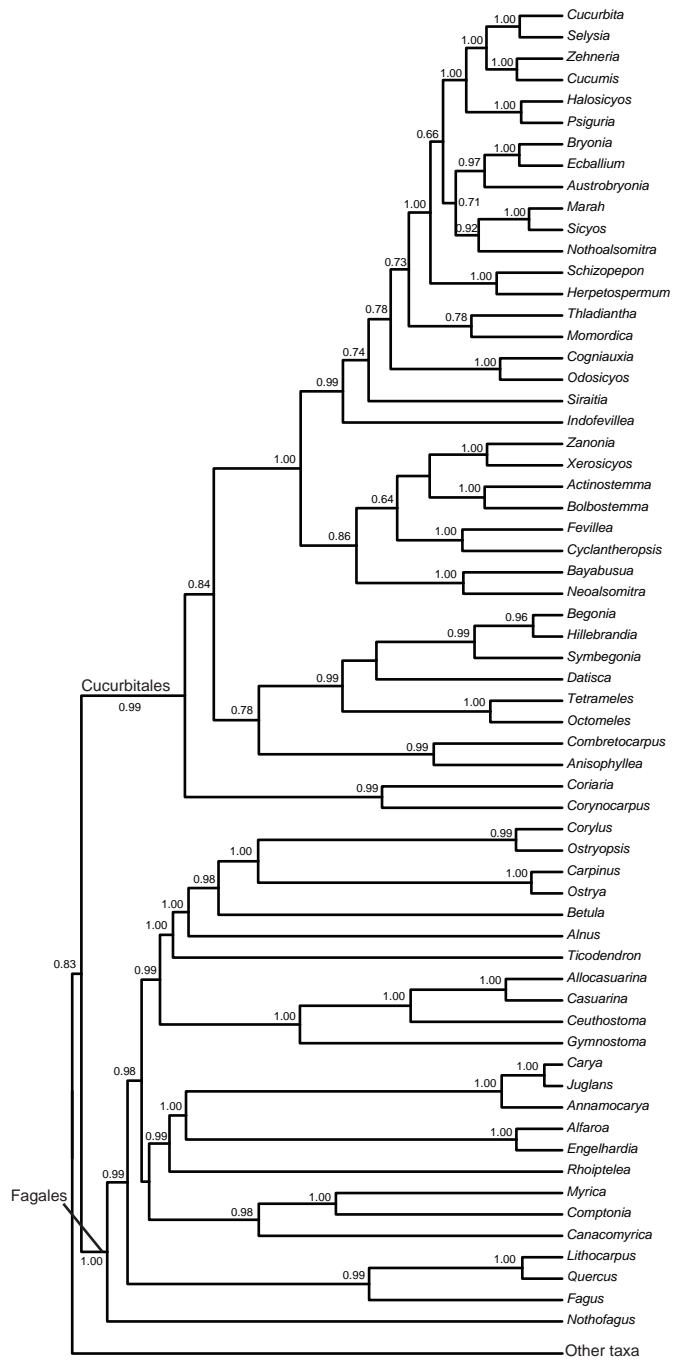 Cucurbita
1.00
Selysia
1.00
Zehneria
1.00
Cucumis
1.00
Halosicyos
1.00
Psiguria
0.66
Bryonia
1.00
Ecballium
0.97
Austrobryonia
0.71
Marah
1.00
Sicyos
1.00
0.92
Nothoalsomitra
Schizopepon
0.73
1.00
Herpetospermum
Thladiantha
0.78
0.78
Momordica
0.74
Cogniauxia
1.00
Odosicyos
0.99
Siraitia
Indofevillea
Zanonia
1.00
1.00
Xerosicyos
Actinostemma
1.00
Bolbostemma
0.64
Fevillea
0.86
1.00
Cyclantheropsis
Bayabusua
1.00
0.84
Neoalsomitra
Begonia
0.96
Hillebrandia
0.99
Symbegonia
0.99
Datisca
Cucurbitales
0.99
Tetrameles
1.00
0.78
Octomeles
Combretocarpus
0.99
Anisophyllea
Coriaria
0.99
Corynocarpus
Corylus
0.99
Ostryopsis
1.00
Carpinus
1.00
0.98
Ostrya
1.00
Betula
1.00
Alnus
Ticodendron
0.83
0.99
Allocasuarina
1.00
Casuarina
1.00
1.00
Ceuthostoma
Gymnostoma
0.98
Carya
1.00
Juglans
1.00
1.00
Annamocarya
Alfaroa
1.00
0.99
Engelhardia
0.99
Rhoiptelea
Fagales
Myrica
1.00
Comptonia
0.98
Canacomyrica
1.00
Lithocarpus
1.00
Quercus
0.99
Fagus
Nothofagus
Other taxa